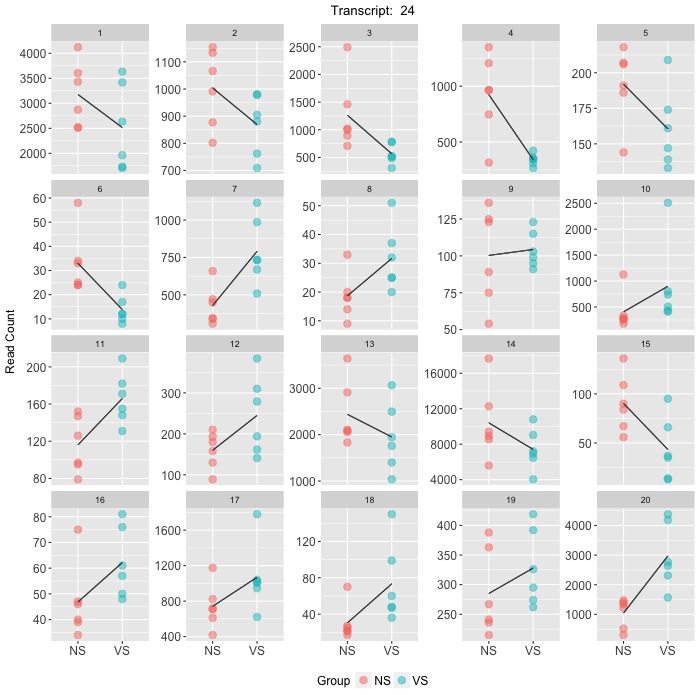 Transcript: 24
1 2 3 4 5
4000 3500 3000 2500 2000
1100 1000 900 800 700
2500 2000 1500 1000 500
1000 500
200 175 150
6 7 8 9 10
60 50 40 30 20 10
1000 750 500
50 40 30 20 10
125 100 75 50
2500 2000 1500 1000 500
Read Count
11 12 13 14 15
200 160 120 80
300 200 100
3000 2000 1000
16000 12000 8000 4000
100 50
16 17 18 19 20
80 70 60 50 40
1600 1200 800 400
120 80 40
400 350 300 250
4000 3000 2000 1000
NS VS NS VS NS VS NS VS NS VS
Group NS VS